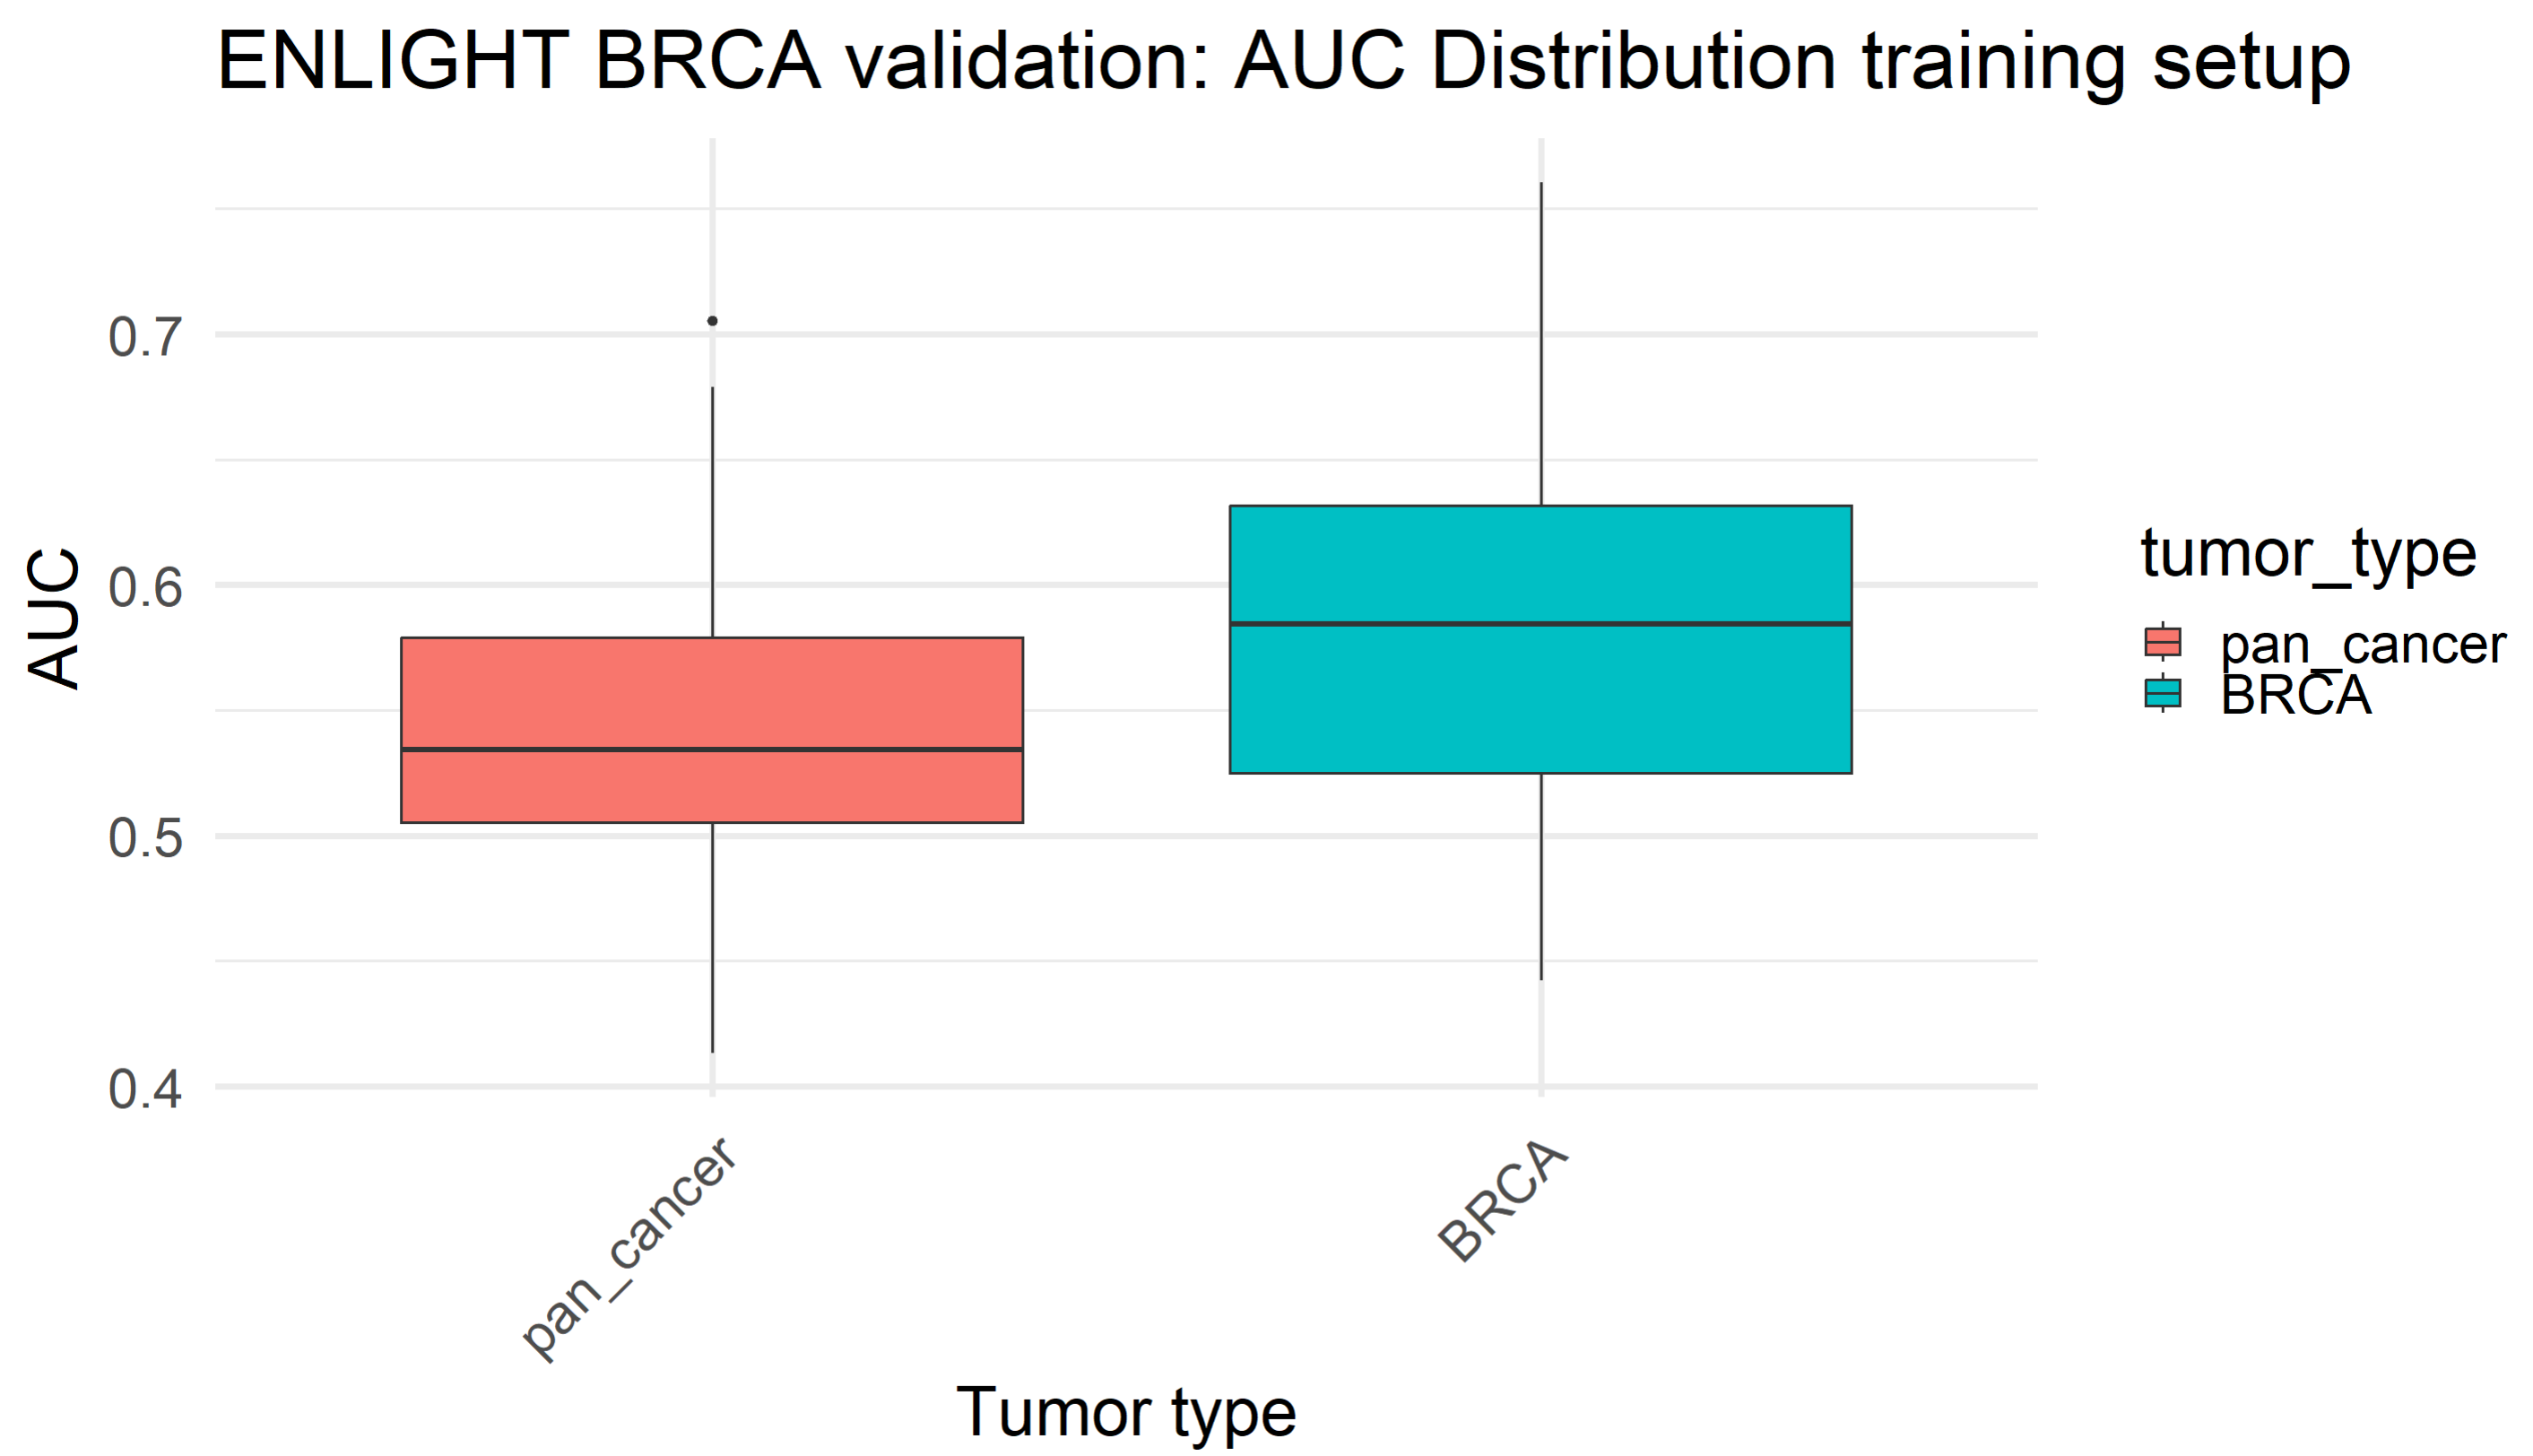 ENLIGHT BRCA validation: AUC Distribution training setup
AUC
0.7
0.6
0.5
0.4
pan_cancer
BRCA
Tumor type
tumor_type
pan_cancer
BRCA